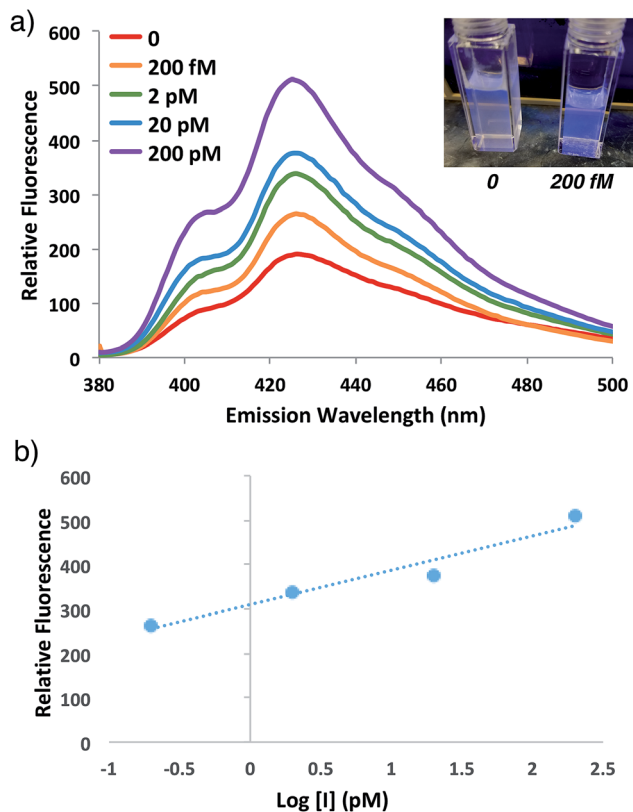 a)
600
500
400
300
200
100
0
Relative Fluorescence
0
200 fM
2 pM
20 pM
200 pM
0 200 fM
380 400 420 440 460 480 500
Emission Wavelength (nm)
b)
600
500
400
300
200
100
0
Relative Fluorescence
-1 -0.5 0 0.5 1 1.5 2 2.5
Log [I] (pM)